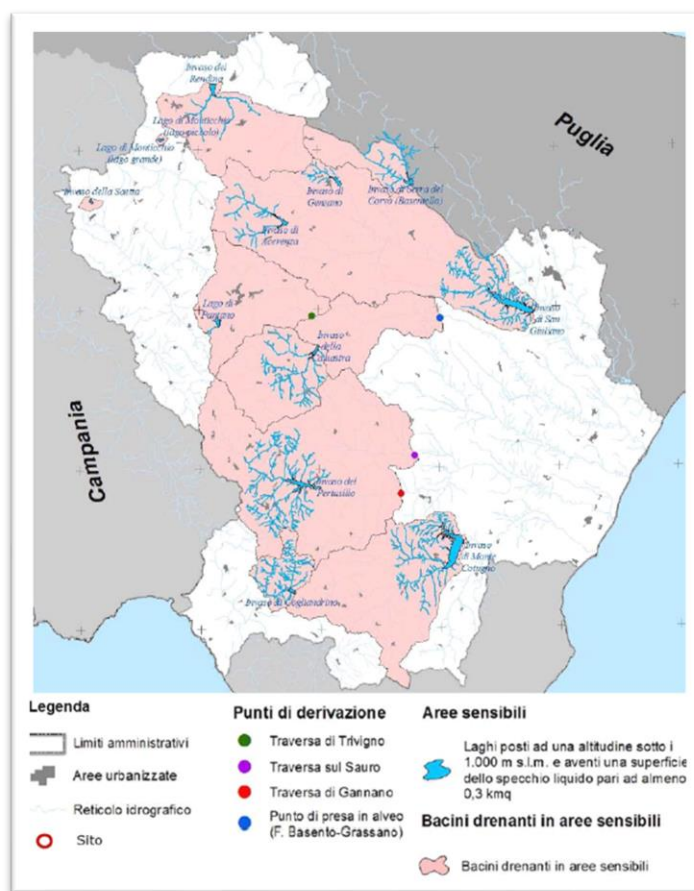 Invaso del
Rendina
Lago di Monticchio
(lago piccolo)
Lago di Monticchio
(lago grande)
Puglia
Invaso della Saetta
Invaso di
Genzano
Invaso di Serra del
Corvo (Basentello)
Invaso di
Acerenza
Lago di
Pantano
Invaso
di San
Giuliano
Invaso
della
Camastra
Campania
Invaso del
Pertusillo
Invaso
di Monte
Cotugno
Invaso di Cogliandrino
Legenda
Limiti amministrativi
Aree urbanizzate
Reticolo idrografico
Sito
Punti di derivazione
Traversa di Trivigno
Traversa sul Sauro
Traversa di Gannano
Punto di presa in alveo
(F. Basento-Grassano)
Aree sensibili
Laghi posti ad una altitudine sotto i
1.000 m s.l.m. e aventi una superficie
dello specchio liquido pari ad almeno
0,3 kmq
Bacini drenanti in aree sensibili
Bacini drenanti in aree sensibili